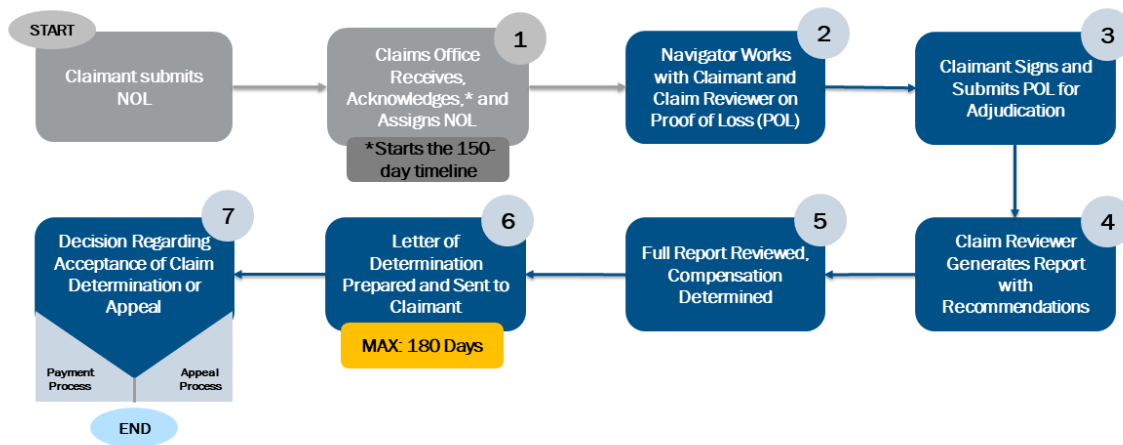 START
Claimant submits
NOL
1
Claims Office
Receives,
Acknowledges,* and
Assigns NOL
*Starts the 150-
day timeline
2
Navigator Works
with Claimant and
Claim Reviewer on
Proof of Loss (POL)
3
Claimant Signs and
Submits POL for
Adjudication
4
Claim Reviewer
Generates Report
with
Recommendations
5
Full Report Reviewed,
Compensation
Determined
6
Letter of
Determination
Prepared and Sent to
Claimant
MAX: 180 Days
7
Decision Regarding
Acceptance of Claim
Determination or
Appeal
Payment
Process
Appeal
Process
END